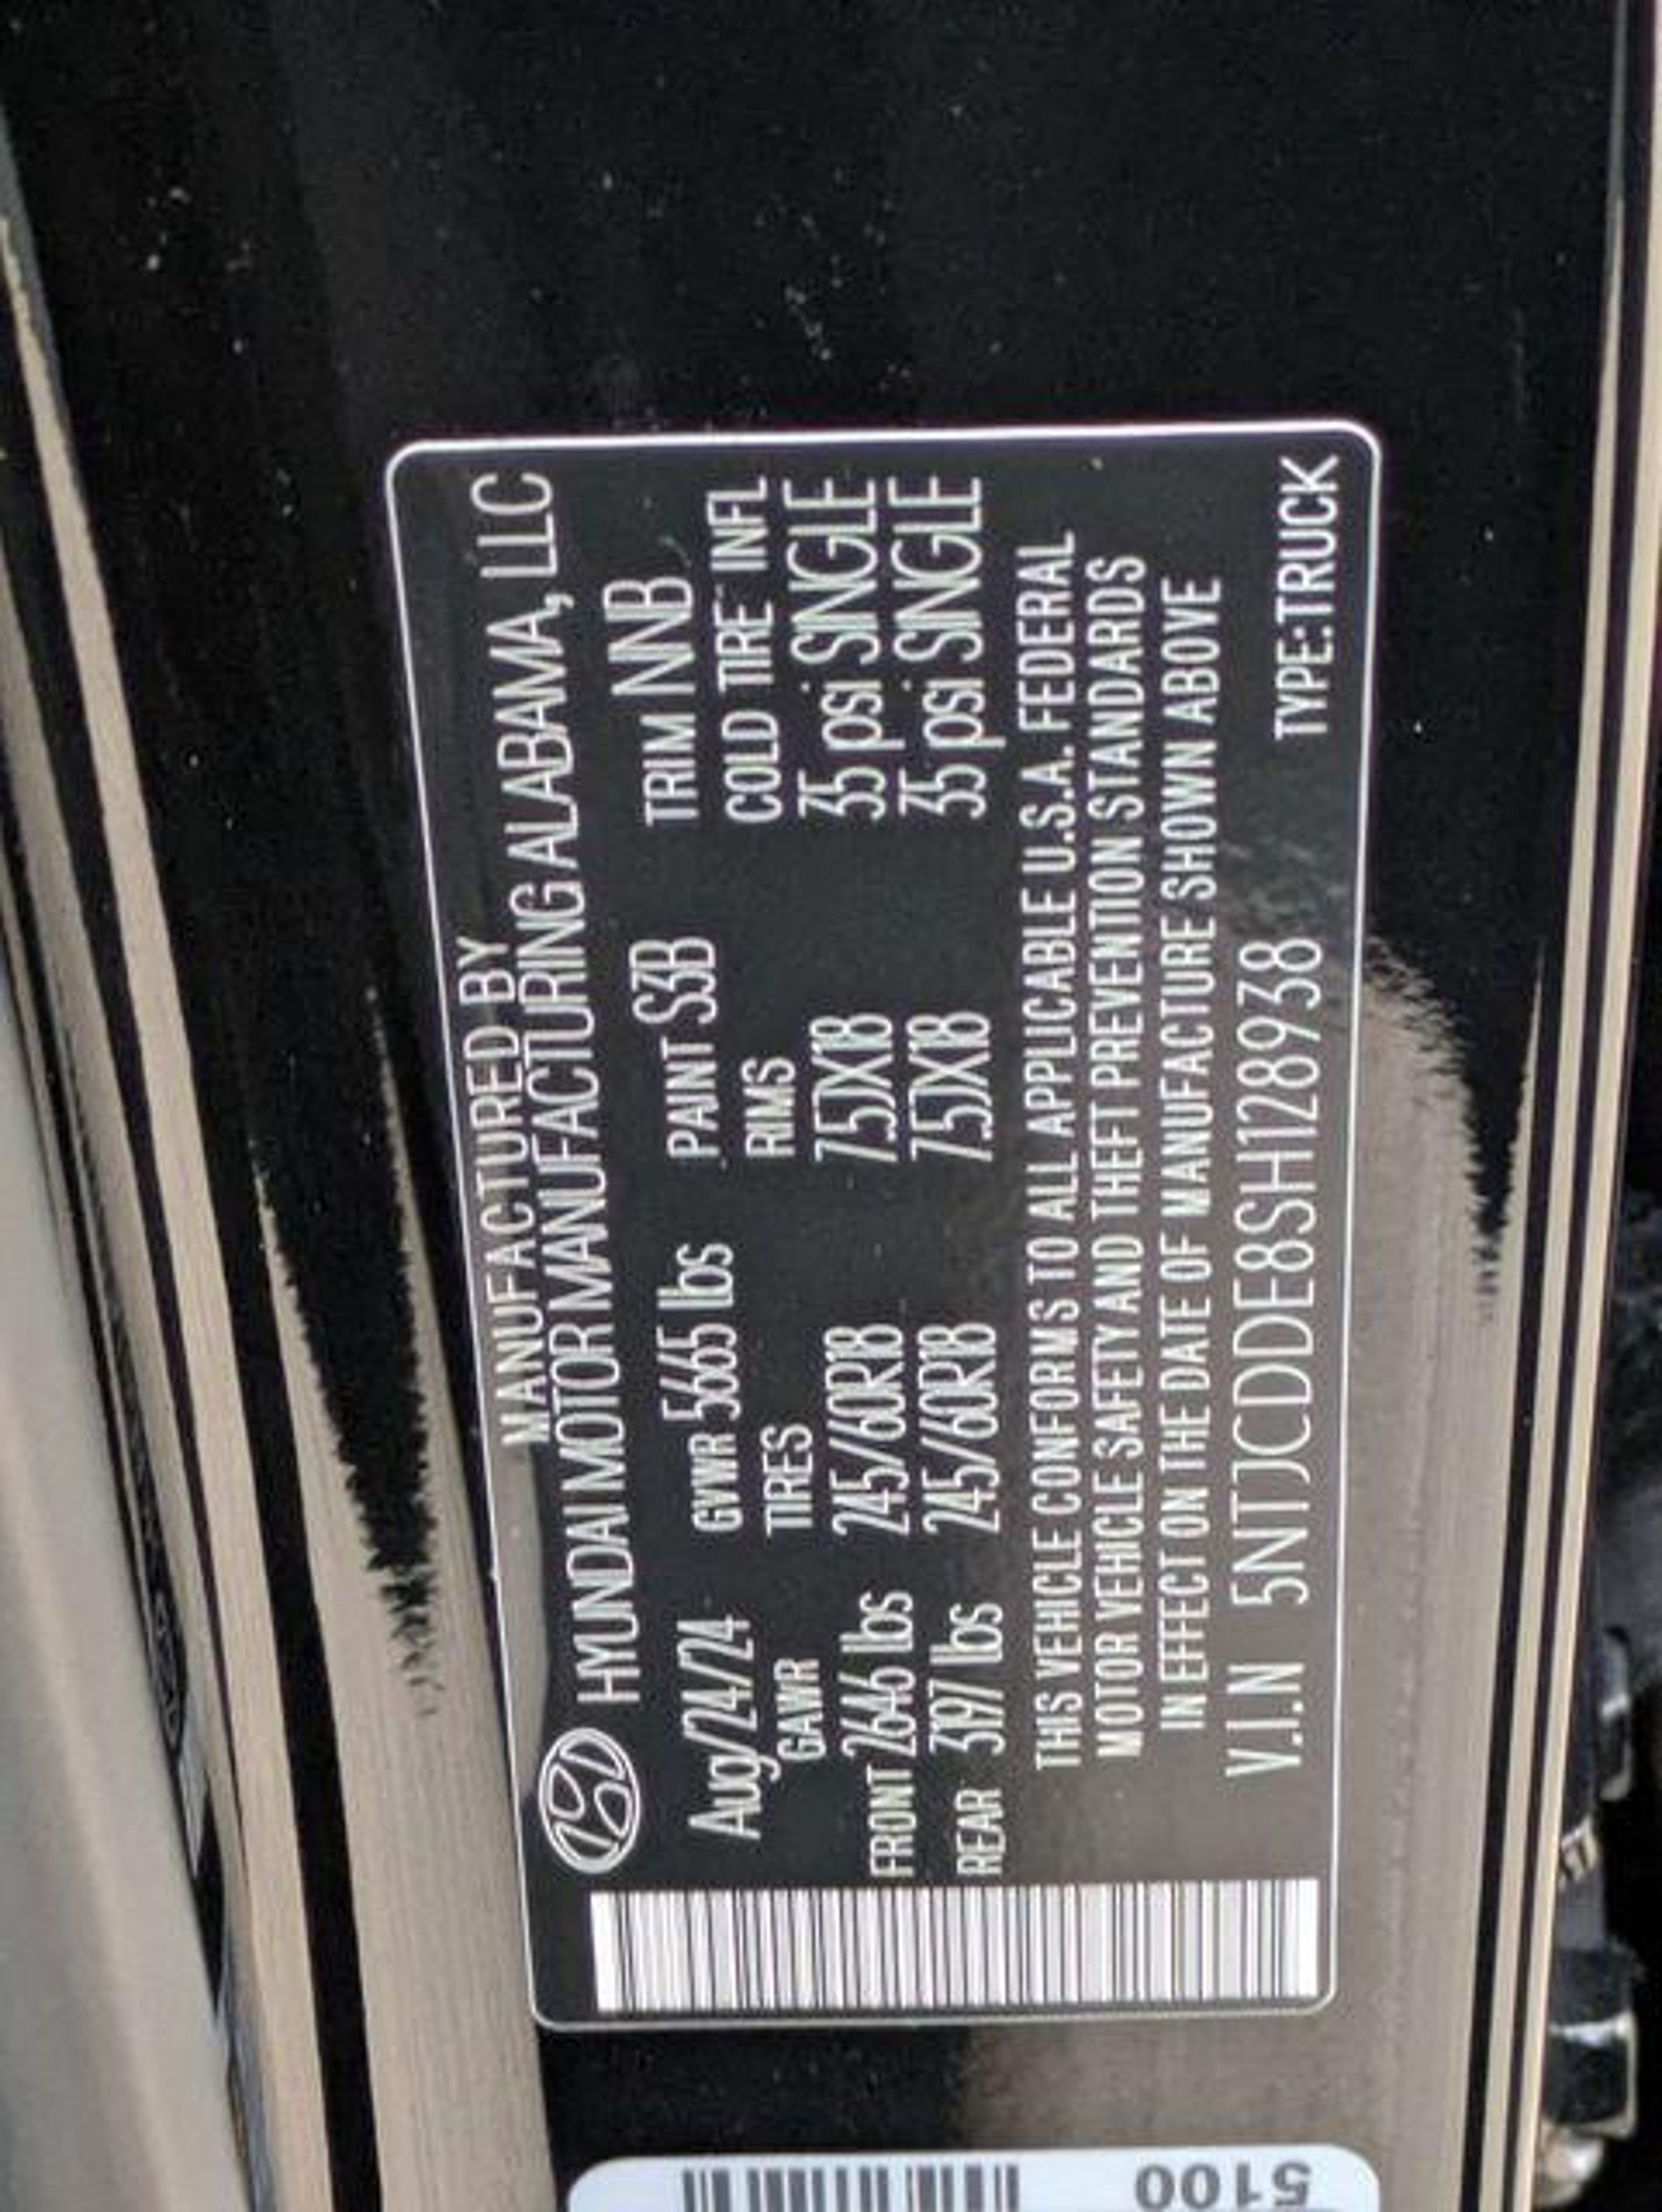 MANUFACTURED BY
HYUNDAI MOTOR MANUFACTURING ALABAMA, LLC
Aug/24/24 GVWR 5665 lbs PAINT S3B TRIM NNB
GAWR TIRES RIMS COLD TIRE INFL
FRONT 2646 lbs 245/60R18 7.5JX18 35 psi SINGLE
REAR 3197 lbs 245/60R18 7.5JX18 35 psi SINGLE
THIS VEHICLE CONFORMS TO ALL APPLICABLE U.S.A. FEDERAL
MOTOR VEHICLE SAFETY AND THEFT PREVENTION STANDARDS
IN EFFECT ON THE DATE OF MANUFACTURE SHOWN ABOVE
V.I.N 5NTJCDDE8SH128938
TYPE:TRUCK
5100